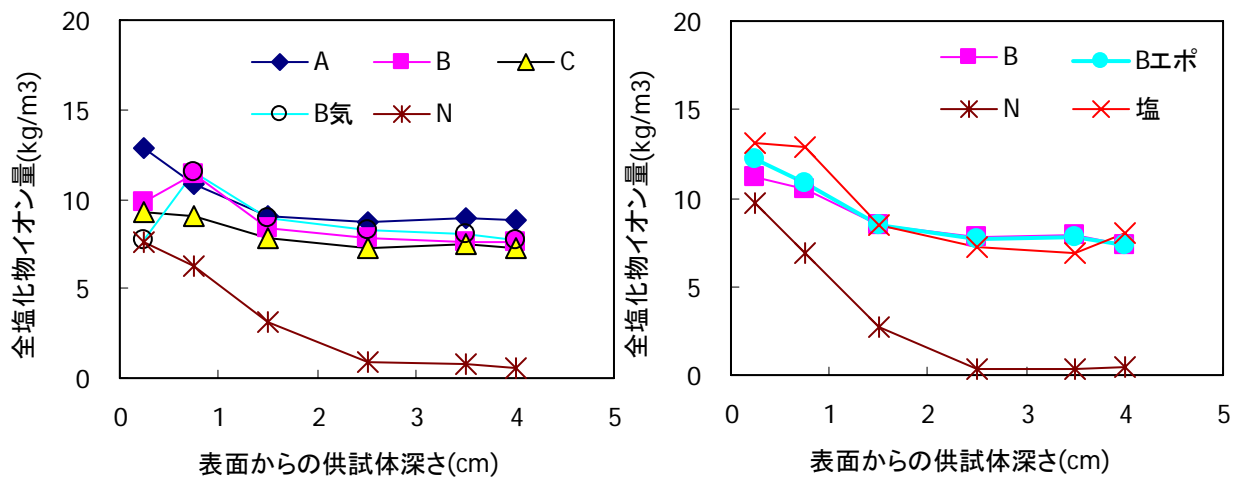 全塩化物イオン量(kg/m3)
20
15
10
5
0
A
B
C
B気
N
0 1 2 3 4 5
表面からの供試体深さ(cm)
全塩化物イオン量(kg/m3)
20
15
10
5
0
B
Bエポ
N
塩
0 1 2 3 4 5
表面からの供試体深さ(cm)